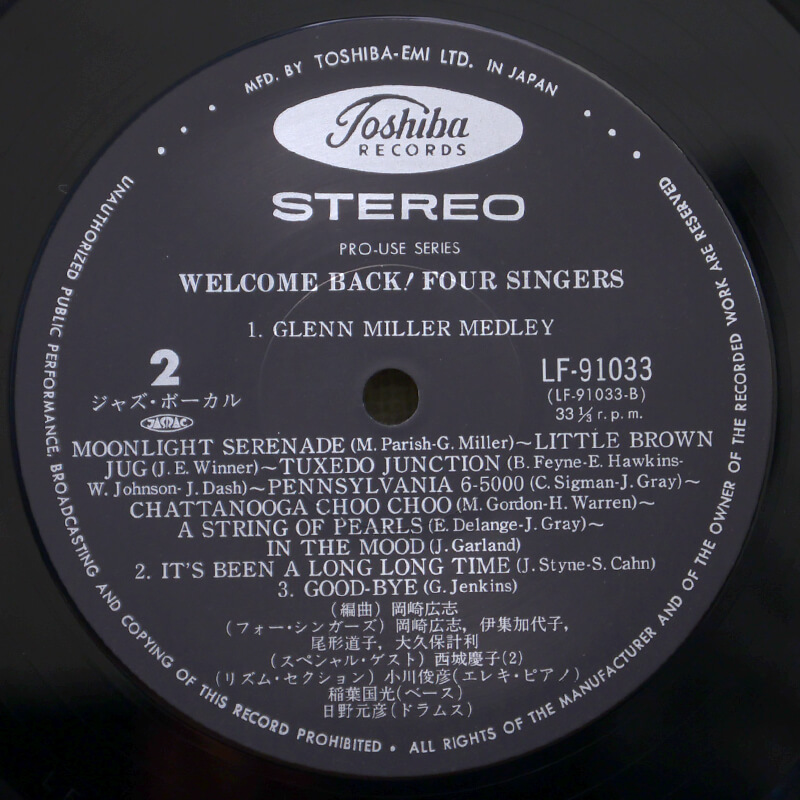 MFD. BY TOSHIBA-EMI LTD. IN JAPAN
Toshiba
RECORDS
STEREO
PRO-USE SERIES
WELCOME BACK! FOUR SINGERS
1. GLENN MILLER MEDLEY
2
ジャズ・ボーカル
JASRAC
LF-91033
(LF-91033-B)
33 1/3 r.p.m.
MOONLIGHT SERENADE (M. Parish-G. Miller)~LITTLE BROWN
JUG (J. E. Winner)~TUXEDO JUNCTION (B. Feyne-E. Hawkins-
W. Johnson-J. Dash)~PENNSYLVANIA 6-5000 (C. Sigman-J. Gray)~
CHATTANOOGA CHOO CHOO (M. Gordon-H. Warren)~
A STRING OF PEARLS (E. Delange-J. Gray)~
IN THE MOOD (J. Garland)
2. IT'S BEEN A LONG LONG TIME (J. Styne-S. Cahn)
3. GOOD-BYE (G. Jenkins)
(編曲) 岡崎広志
(フォー・シンガーズ) 岡崎広志, 伊集加代子,
尾形道子, 大久保計利
(スペシャル・ゲスト) 西城慶子(2)
(リズム・セクション) 小川俊彦(エレキ・ピアノ)
稲葉国光(ベース)
日野元彦(ドラムス)
UNAUTHORIZED PUBLIC PERFORMANCE, BROADCASTING AND COPYING OF THIS RECORD PROHIBITED • ALL RIGHTS OF THE MANUFACTURER AND OF THE OWNER OF THE RECORDED WORK ARE RESERVED